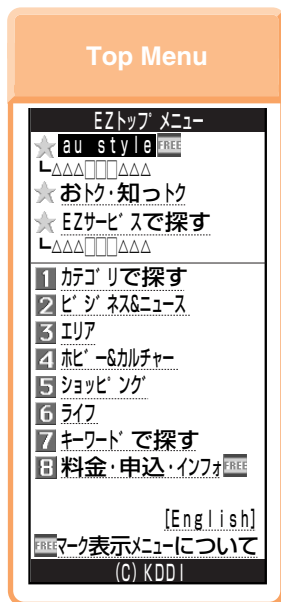 Top Menu
EZトップメニュー
★au style FREE
┗△△△□□□△△△
★おトク・知っトク
★EZサービスで探す
┗△△△□□□△△△
1 カテゴリで探す
2 ビジネス&ニュース
3 エリア
4 ホビー&カルチャー
5 ショッピング
6 ライフ
7 キーワードで探す
8 料金・申込・インフォ FREE
[English]
FREEマーク表示メニューについて
(C) KDDI